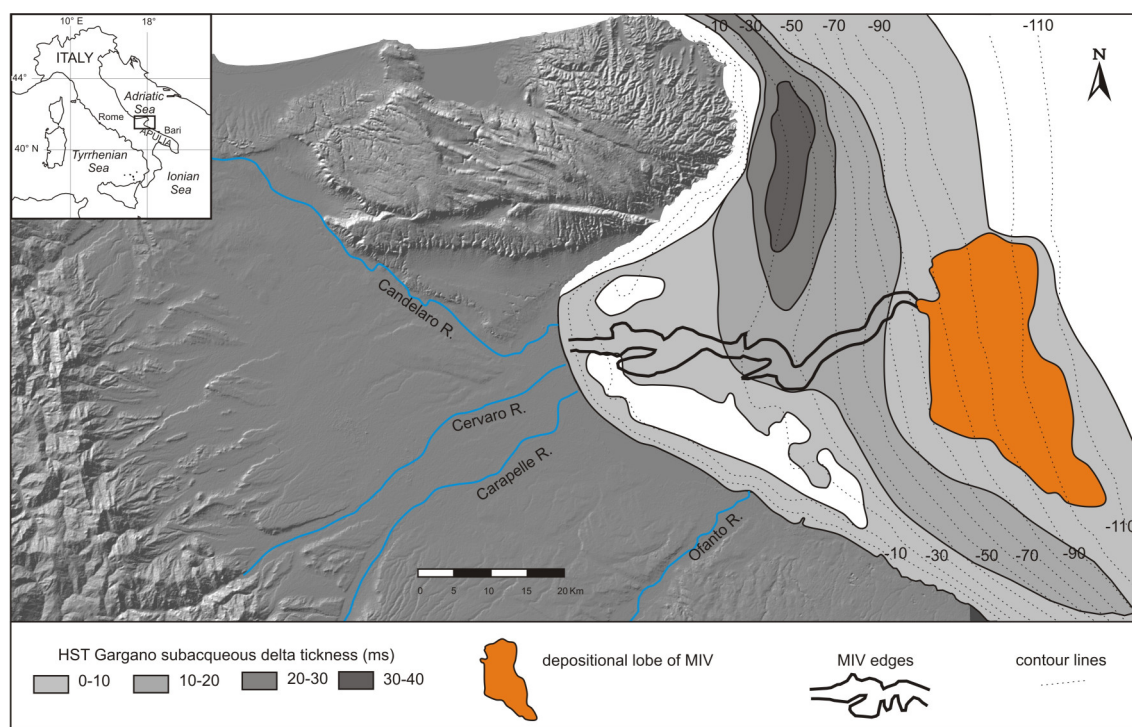 10° E
18°
ITALY
44°
Adriatic
Sea
Rome
Bari
APULIA
40° N
Tyrrhenian
Sea
Ionian
Sea
10
-30
-50
-70
-90
-110
N
Candelaro R.
Cervaro R.
Carapelle R.
Ofanto R.
-10
-30
-50
-70
-90
-110
0
5
10
15
20 Km
HST Gargano subacqueous delta tickness (ms)
0-10
10-20
20-30
30-40
depositional lobe of MIV
MIV edges
contour lines